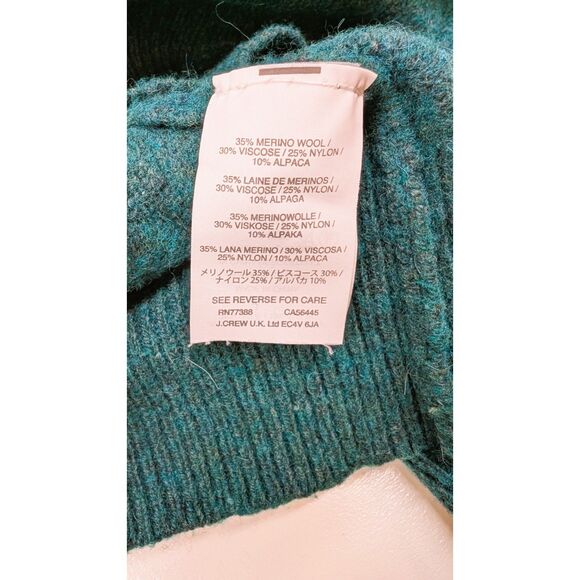 35% MERINO WOOL /
30% VISCOSE / 25% NYLON /
10% ALPACA
35% LAINE DE MERINOS /
30% VISCOSE / 25% NYLON /
10% ALPAGA
35% MERINOWOLLE /
30% VISKOSE / 25% NYLON /
10% ALPAKA
35% LANA MERINO / 30% VISCOSA /
25% NYLON / 10% ALPACA
メリノウール 35% / ビスコース 30% /
ナイロン 25% / アルパカ 10%
SEE REVERSE FOR CARE
RN77388 CA56445
J.CREW U.K. Ltd EC4V 6JA